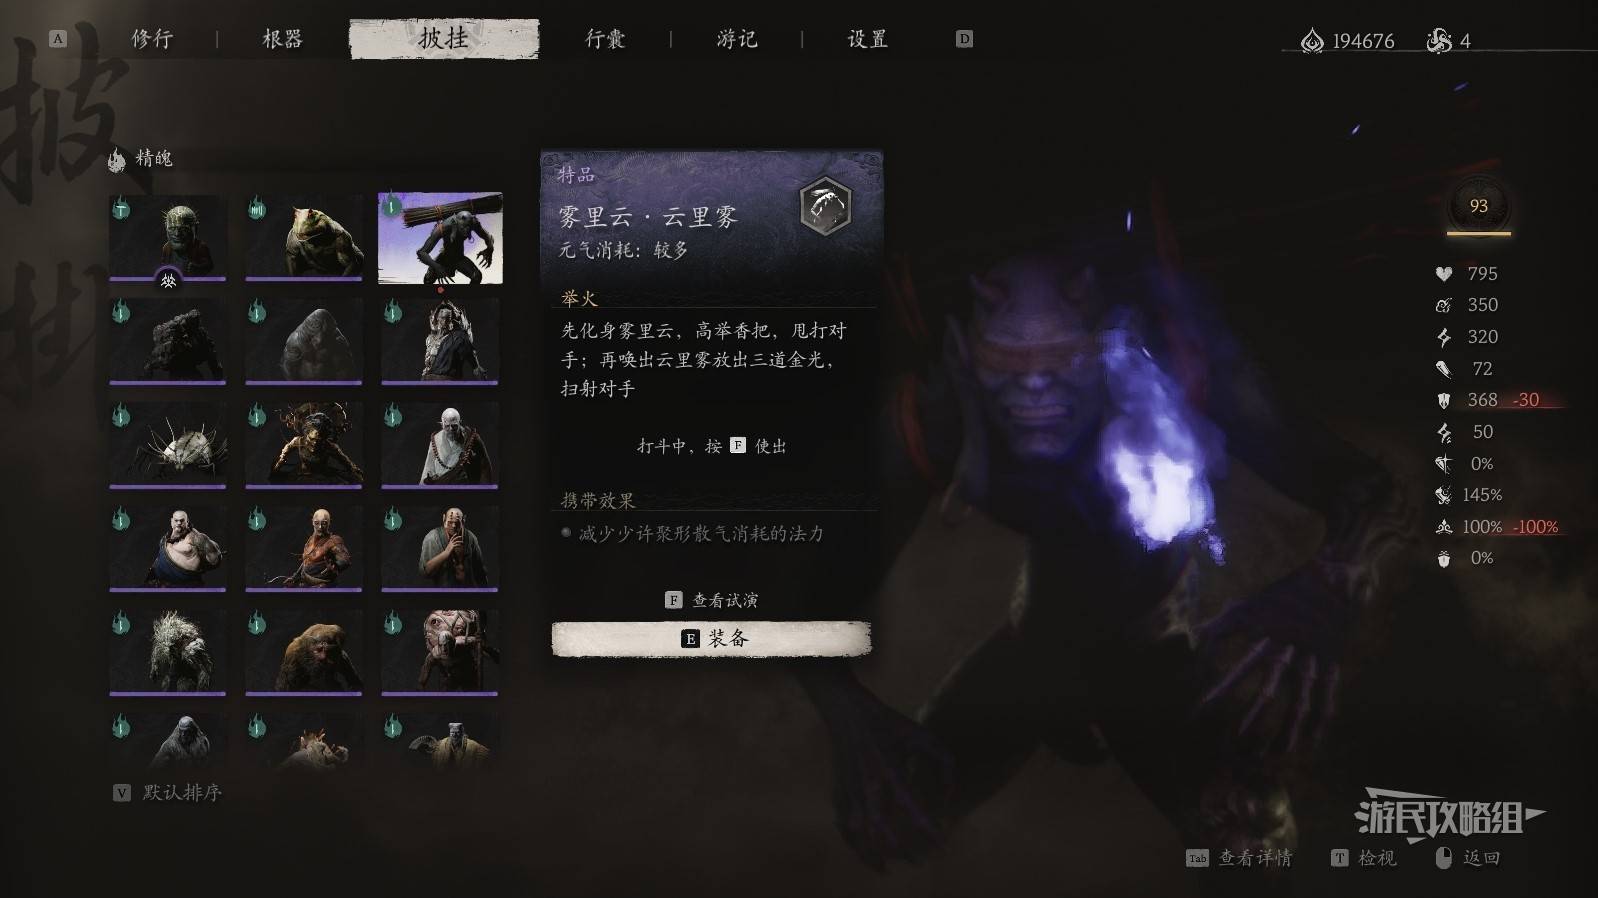 A 修行 | 根器 披挂 行囊 | 游记 | 设置 D
194676 4
披挂
精魄
特品
雾里云·云里雾
元气消耗：较多
举火
先化身雾里云，高举香把，甩打对
手；再唤出云里雾放出三道金光，
扫射对手
打斗中，按 F 使出
携带效果
减少少许聚形散气消耗的法力
F 查看试演
E 装备
93
795
350
320
72
368 -30
50
0%
145%
100% -100%
0%
V 默认排序
游民攻略组
Tab 查看详情 T 检视 返回